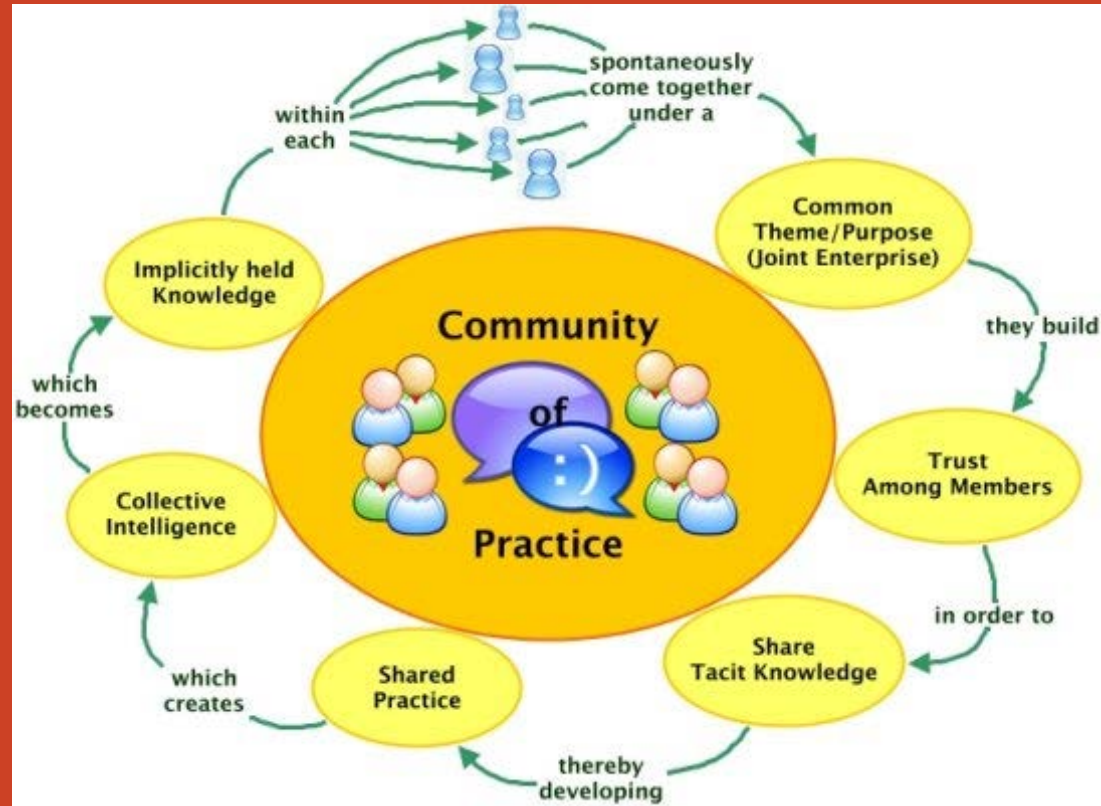 spontaneously
come together
under a
Common
Theme/Purpose
(Joint Enterprise)
they build
Trust
Among Members
in order to
Share
Tacit Knowledge
thereby
developing
Shared
Practice
which
creates
Collective
Intelligence
which
becomes
Implicitly held
Knowledge
within
each
Community
of
:)
Practice